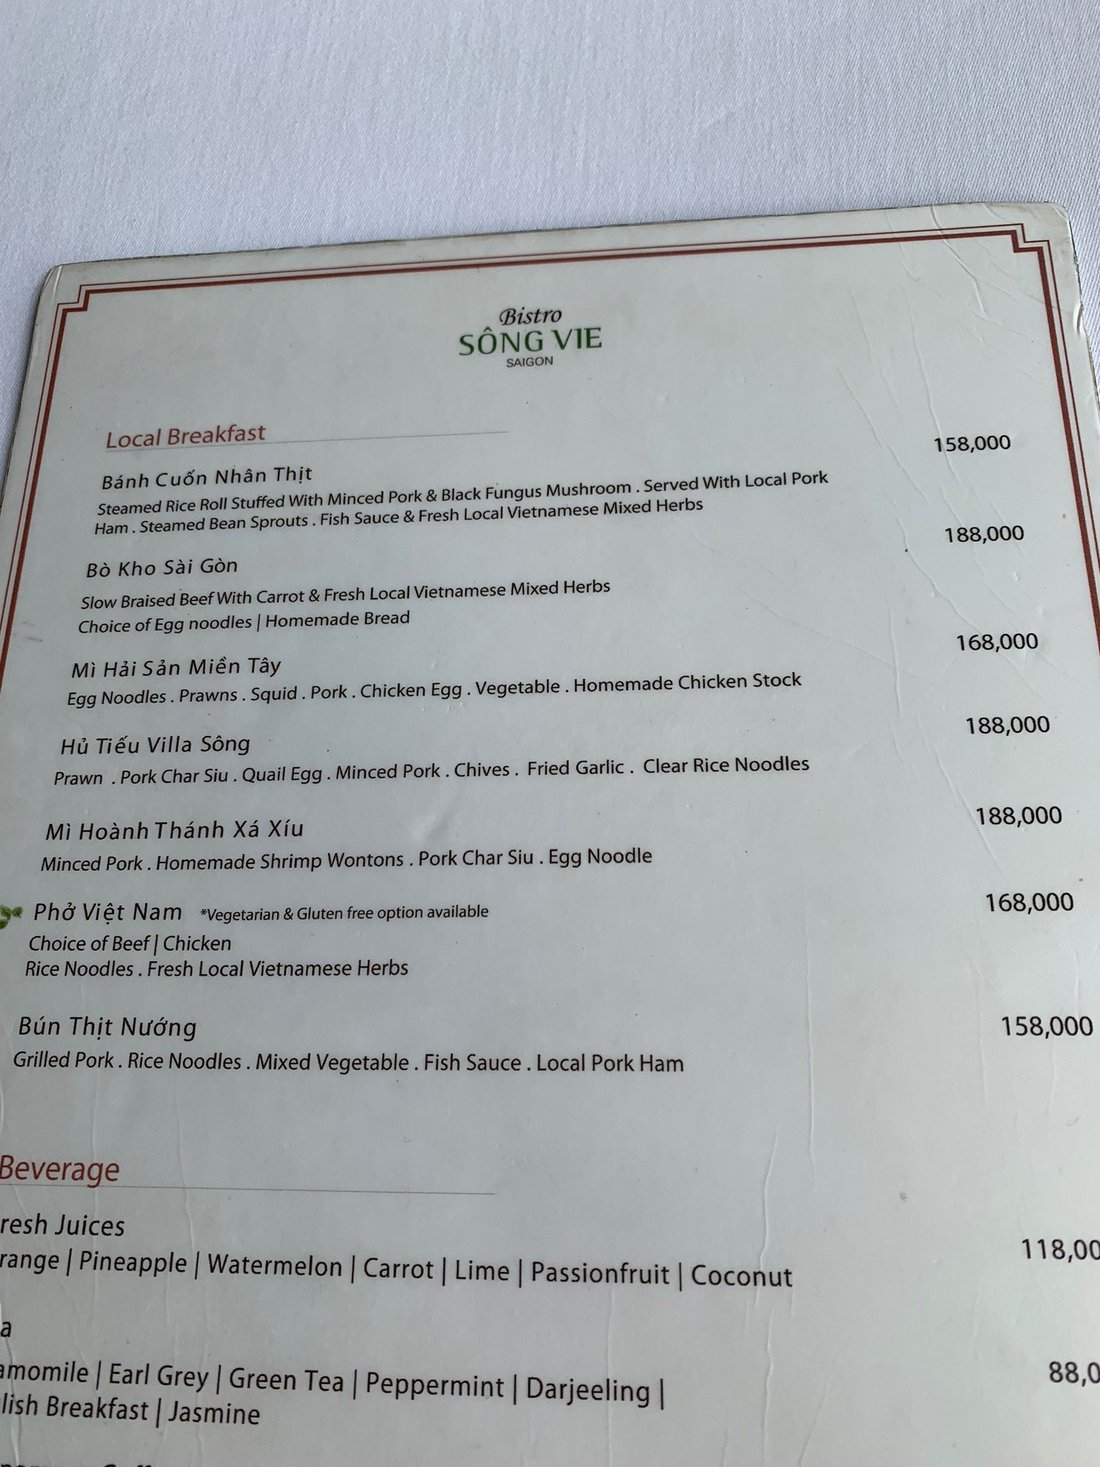 Bistro
SÔNG VIE
SAIGON
Local Breakfast
158,000
Bánh Cuốn Nhân Thịt
Steamed Rice Roll Stuffed With Minced Pork & Black Fungus Mushroom . Served With Local Pork
Ham . Steamed Bean Sprouts . Fish Sauce & Fresh Local Vietnamese Mixed Herbs
188,000
Bò Kho Sài Gòn
Slow Braised Beef With Carrot & Fresh Local Vietnamese Mixed Herbs
Choice of Egg noodles | Homemade Bread
168,000
Mì Hải Sản Miền Tây
Egg Noodles . Prawns . Squid . Pork . Chicken Egg . Vegetable . Homemade Chicken Stock
188,000
Hủ Tiếu Villa Sông
Prawn . Pork Char Siu . Quail Egg . Minced Pork . Chives . Fried Garlic . Clear Rice Noodles
188,000
Mì Hoành Thánh Xá Xíu
Minced Pork . Homemade Shrimp Wontons . Pork Char Siu . Egg Noodle
168,000
Phở Việt Nam *Vegetarian & Gluten free option available
Choice of Beef | Chicken
Rice Noodles . Fresh Local Vietnamese Herbs
Bún Thịt Nướng 158,000
Grilled Pork . Rice Noodles . Mixed Vegetable . Fish Sauce . Local Pork Ham
Beverage
resh Juices
118,00
range | Pineapple | Watermelon | Carrot | Lime | Passionfruit | Coconut
a
88,0
amomile | Earl Grey | Green Tea | Peppermint | Darjeeling |
lish Breakfast | Jasmine